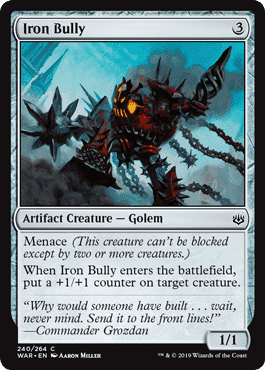 Iron Bully 3
Artifact Creature — Golem
Menace (This creature can't be blocked
except by two or more creatures.)
When Iron Bully enters the battlefield,
put a +1/+1 counter on target creature.
“Why would someone have built . . . wait,
never mind. Send it to the front lines!”
—Commander Grozdan
1/1
240/264 C
WAR • EN Aaron Miller
™ & © 2019 Wizards of the Coast